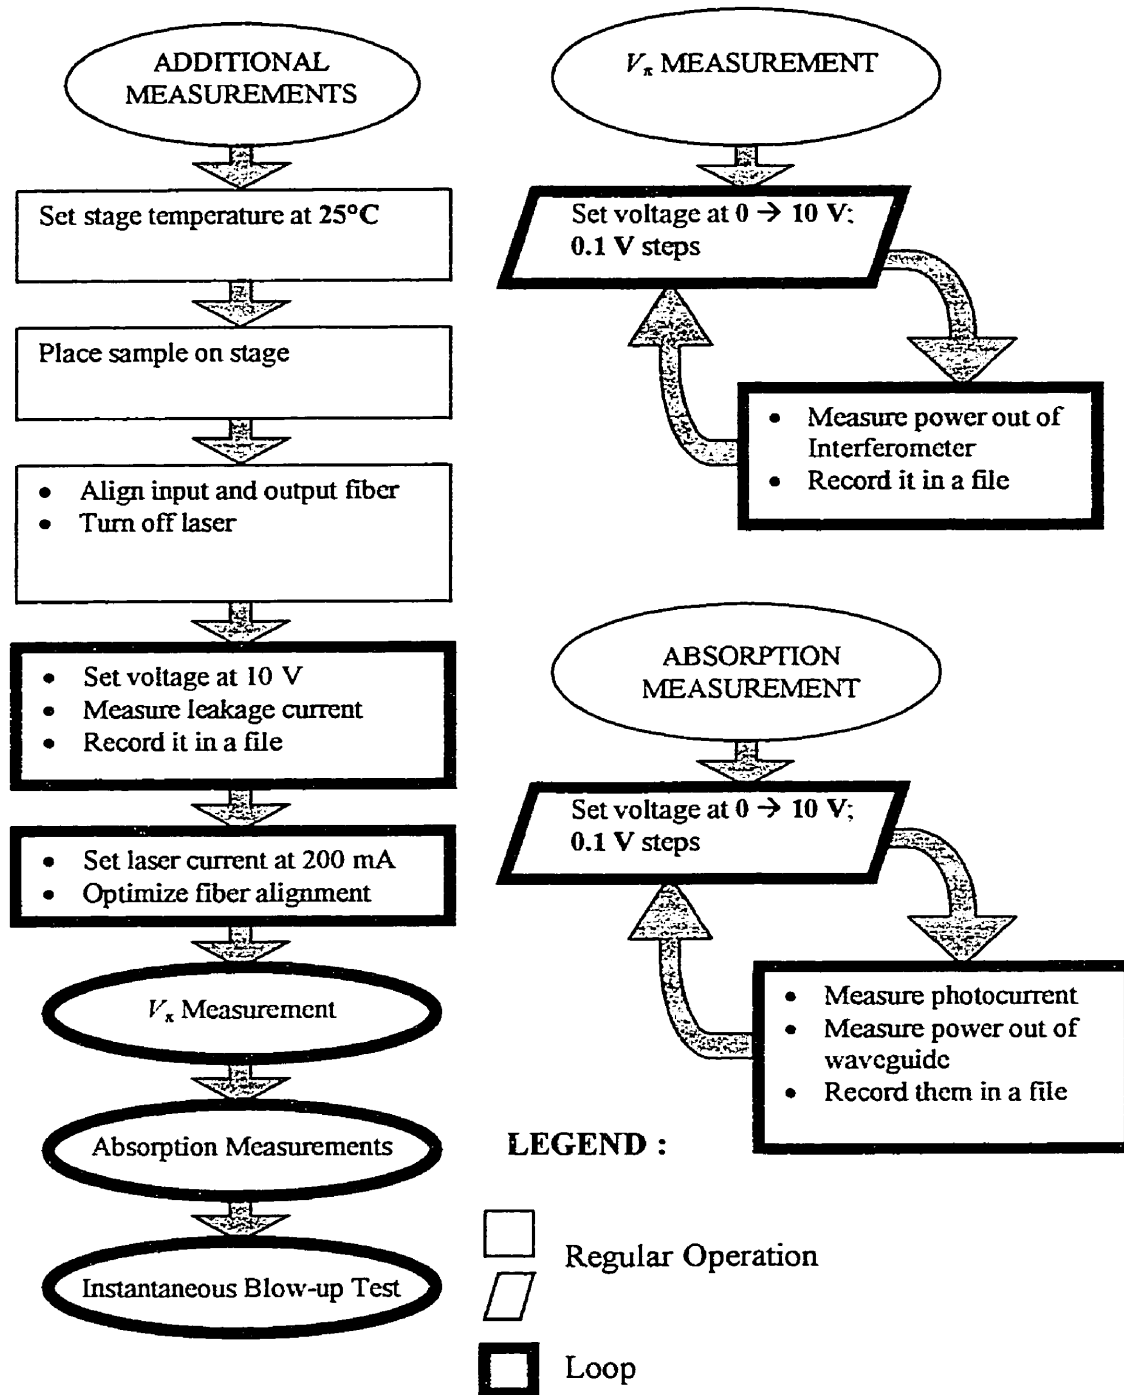 ADDITIONAL
MEASUREMENTS
Set stage temperature at 25°C
Place sample on stage
• Align input and output fiber
• Turn off laser
• Set voltage at 10 V
• Measure leakage current
• Record it in a file
• Set laser current at 200 mA
• Optimize fiber alignment
Vπ Measurement
Absorption Measurements
Instantaneous Blow-up Test
Vπ MEASUREMENT
Set voltage at 0 → 10 V;
0.1 V steps
• Measure power out of
Interferometer
• Record it in a file
ABSORPTION
MEASUREMENT
Set voltage at 0 → 10 V;
0.1 V steps
• Measure photocurrent
• Measure power out of
waveguide
• Record them in a file
LEGEND :
Regular Operation
Loop